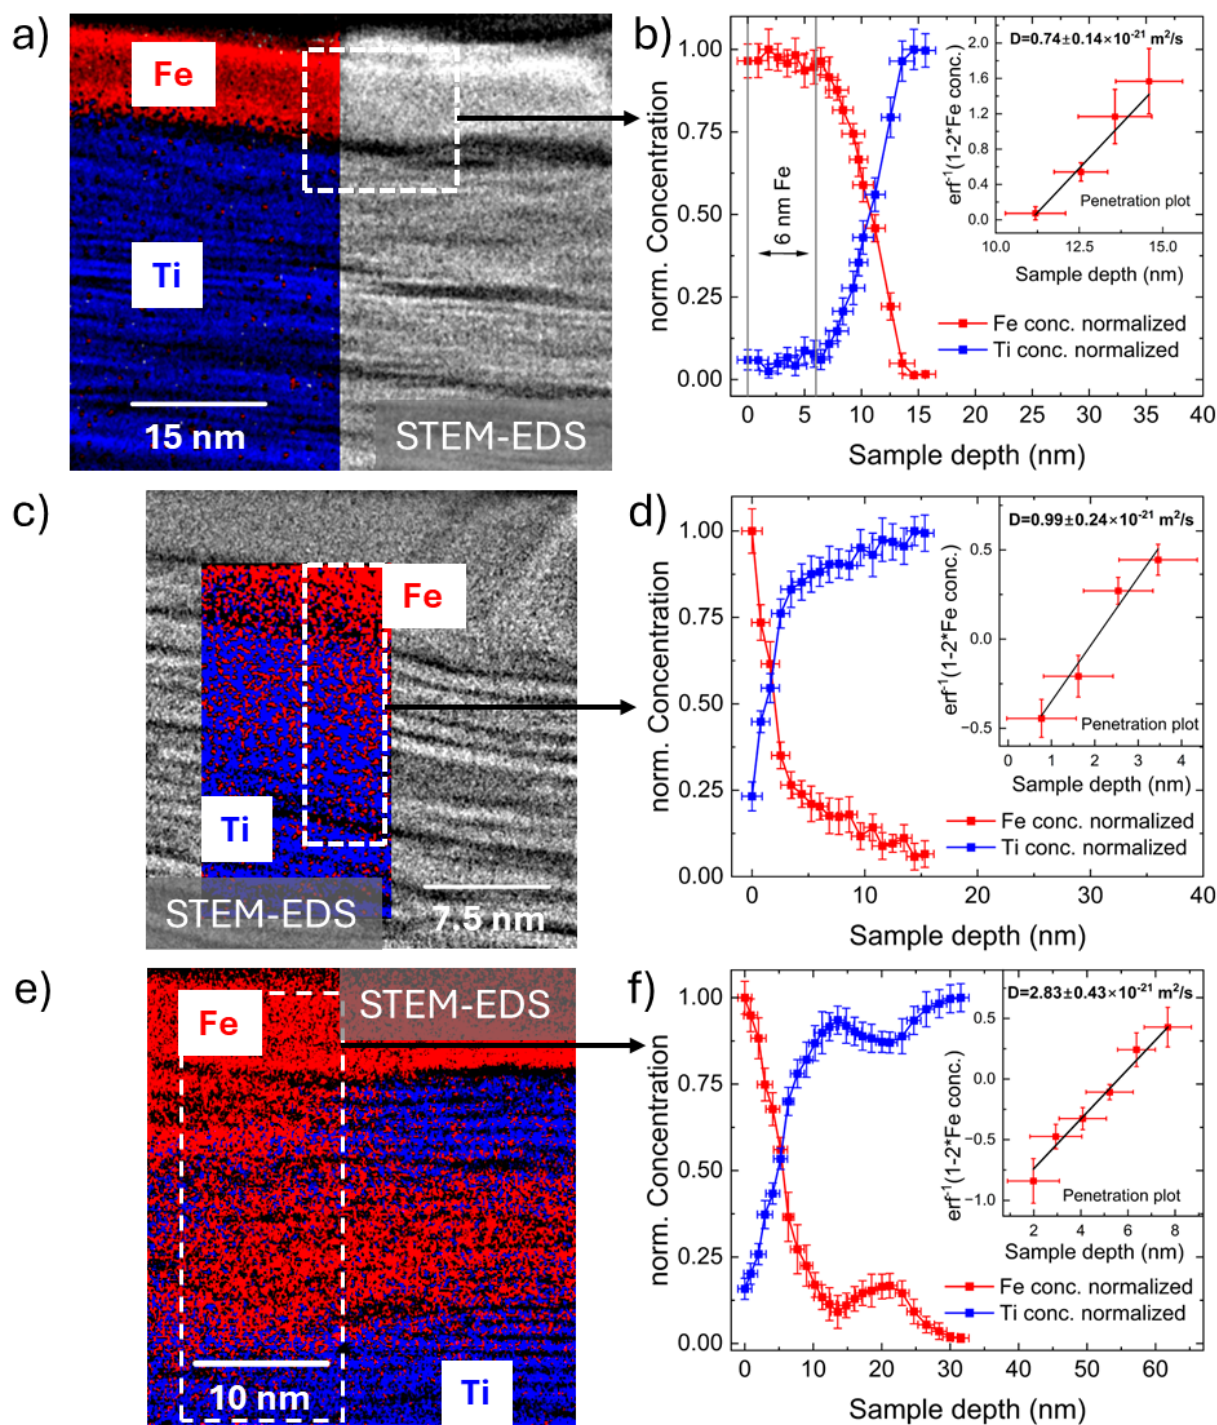 a)
Fe
Ti
15 nm
STEM-EDS
b)
norm. Concentration
1.00
0.75
0.50
0.25
0.00
0 5 10 15 20 25 30 35 40
Sample depth (nm)
6 nm Fe
Fe conc. normalized
Ti conc. normalized
D=0.74±0.14×10⁻²¹ m²/s
erf⁻¹(1-2*Fe conc.)
2.0
1.6
1.2
0.8
0.4
0.0
10.0 12.5 15.0
Penetration plot
Sample depth (nm)
c)
Fe
Ti
STEM-EDS
7.5 nm
d)
norm. Concentration
1.00
0.75
0.50
0.25
0.00
0 5 10 15 20 25 30 35 40
Sample depth (nm)
Fe conc. normalized
Ti conc. normalized
D=0.99±0.24×10⁻²¹ m²/s
erf⁻¹(1-2*Fe conc.)
0.5
0.0
−0.5
0 1 2 3 4
Penetration plot
Sample depth (nm)
e)
Fe
STEM-EDS
10 nm
Ti
f)
norm. Concentration
1.00
0.75
0.50
0.25
0.00
0 10 20 30 40 50 60
Sample depth (nm)
Fe conc. normalized
Ti conc. normalized
D=2.83±0.43×10⁻²¹ m²/s
erf⁻¹(1-2*Fe conc.)
0.5
0.0
−0.5
−1.0
2 4 6 8
Penetration plot
Sample depth (nm)